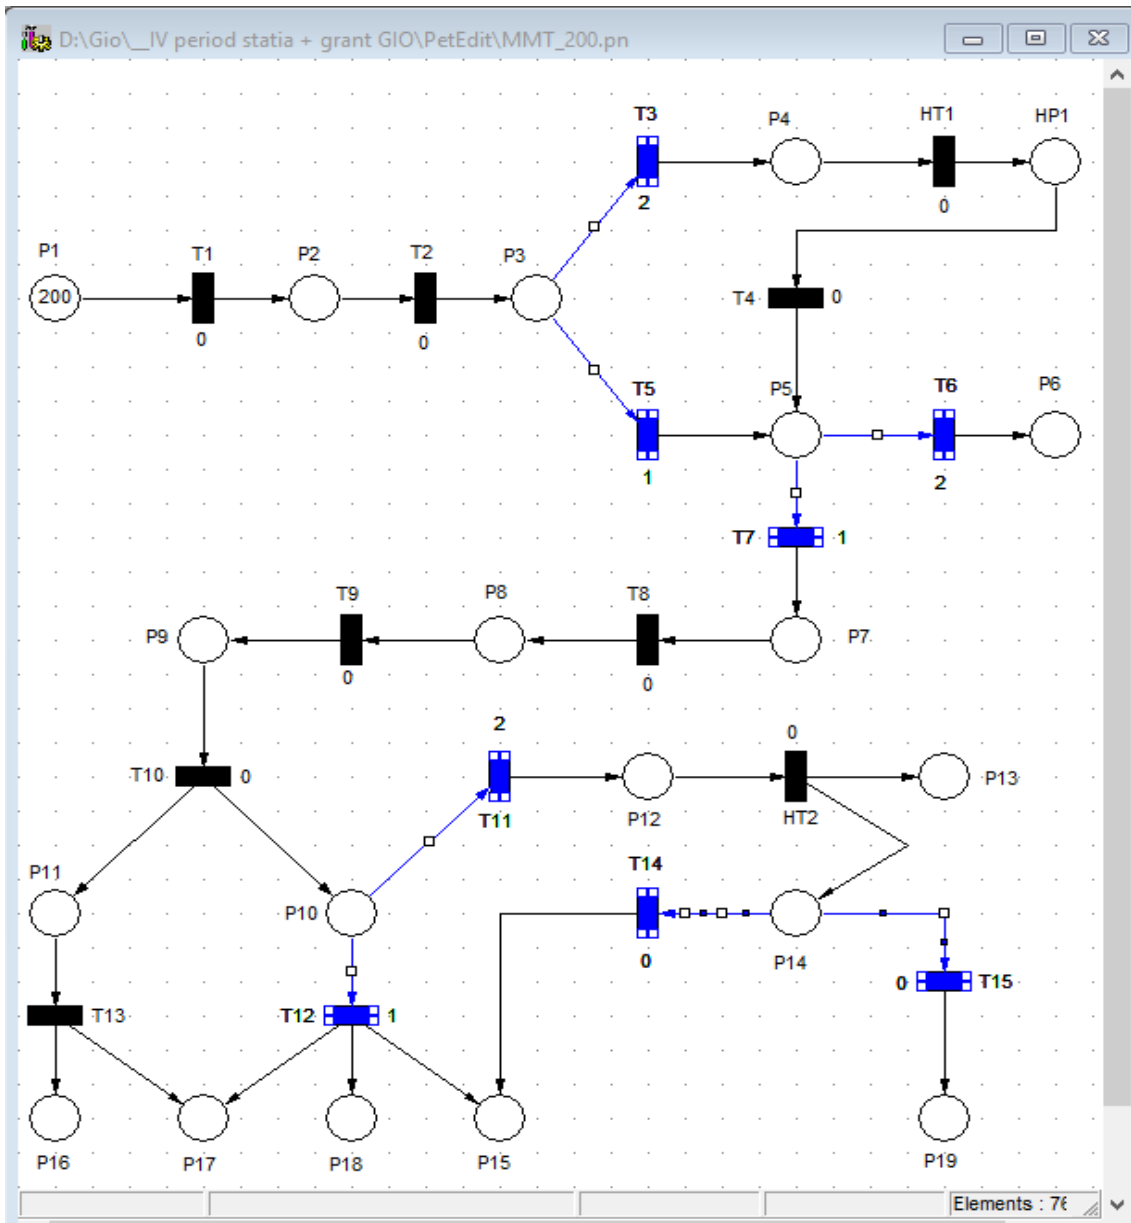 D:\Gio\__IV period statia + grant GIO\PetEdit\MMT_200.pn
T3
P4
HT1
HP1
2
0
P1
T1
P2
T2
P3
200
T4
0
0
0
T5
P5
T6
P6
1
2
T7
1
T9
P8
T8
P9
P7
0
0
2
0
T10
0
P13
T11
P12
HT2
P11
T14
P10
P14
0
0
T15
T13
T12
1
P16
P17
P18
P15
P19
Elements : 76